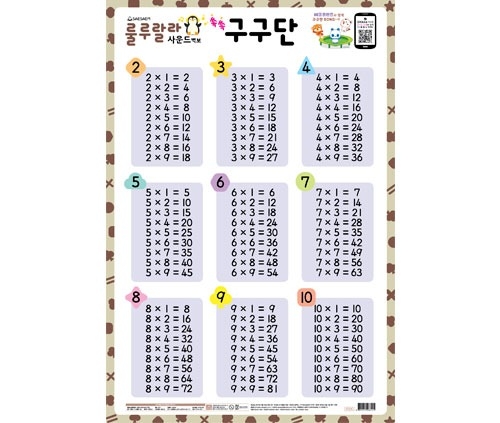 SAESAEPI
룰루랄라
사운드벽보
쏙쏙
구구단
2
2 × 1 = 2
2 × 2 = 4
2 × 3 = 6
2 × 4 = 8
2 × 5 = 10
2 × 6 = 12
2 × 7 = 14
2 × 8 = 16
2 × 9 = 18
3
3 × 1 = 3
3 × 2 = 6
3 × 3 = 9
3 × 4 = 12
3 × 5 = 15
3 × 6 = 18
3 × 7 = 21
3 × 8 = 24
3 × 9 = 27
4
4 × 1 = 4
4 × 2 = 8
4 × 3 = 12
4 × 4 = 16
4 × 5 = 20
4 × 6 = 24
4 × 7 = 28
4 × 8 = 32
4 × 9 = 36
5
5 × 1 = 5
5 × 2 = 10
5 × 3 = 15
5 × 4 = 20
5 × 5 = 25
5 × 6 = 30
5 × 7 = 35
5 × 8 = 40
5 × 9 = 45
6
6 × 1 = 6
6 × 2 = 12
6 × 3 = 18
6 × 4 = 24
6 × 5 = 30
6 × 6 = 36
6 × 7 = 42
6 × 8 = 48
6 × 9 = 54
7
7 × 1 = 7
7 × 2 = 14
7 × 3 = 21
7 × 4 = 28
7 × 5 = 35
7 × 6 = 42
7 × 7 = 49
7 × 8 = 56
7 × 9 = 63
8
8 × 1 = 8
8 × 2 = 16
8 × 3 = 24
8 × 4 = 32
8 × 5 = 40
8 × 6 = 48
8 × 7 = 56
8 × 8 = 64
8 × 9 = 72
9
9 × 1 = 9
9 × 2 = 18
9 × 3 = 27
9 × 4 = 36
9 × 5 = 45
9 × 6 = 54
9 × 7 = 63
9 × 8 = 72
9 × 9 = 81
10
10 × 1 = 10
10 × 2 = 20
10 × 3 = 30
10 × 4 = 40
10 × 5 = 50
10 × 6 = 60
10 × 7 = 70
10 × 8 = 80
10 × 9 = 90